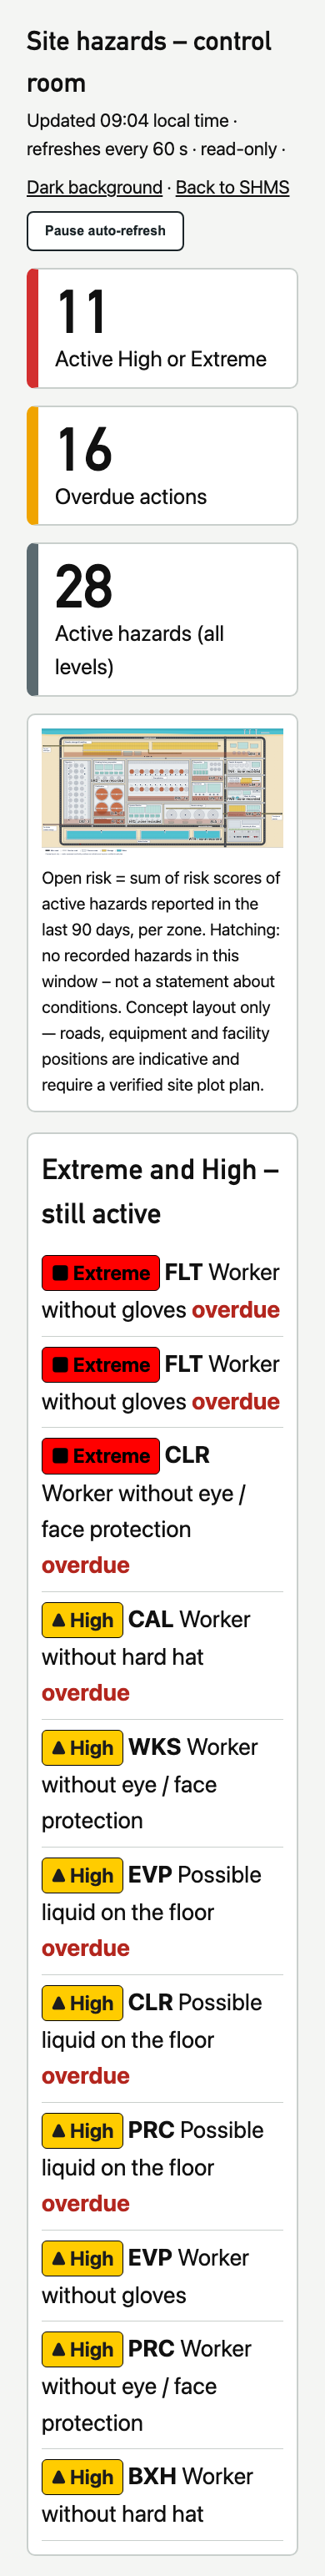 Site hazards – control
room
Updated 09:04 local time ·
refreshes every 60 s · read-only ·
Dark background · Back to SHMS
Pause auto-refresh
11
Active High or Extreme
16
Overdue actions
28
Active hazards (all
levels)
Open risk = sum of risk scores of
active hazards reported in the
last 90 days, per zone. Hatching:
no recorded hazards in this
window – not a statement about
conditions. Concept layout only
— roads, equipment and facility
positions are indicative and
require a verified site plot plan.
Extreme and High –
still active
Extreme FLT Worker
without gloves overdue
Extreme FLT Worker
without gloves overdue
Extreme CLR
Worker without eye /
face protection
overdue
High CAL Worker
without hard hat
overdue
High WKS Worker
without eye / face
protection
High EVP Possible
liquid on the floor
overdue
High CLR Possible
liquid on the floor
overdue
High PRC Possible
liquid on the floor
overdue
High EVP Worker
without gloves
High PRC Worker
without eye / face
protection
High BXH Worker
without hard hat